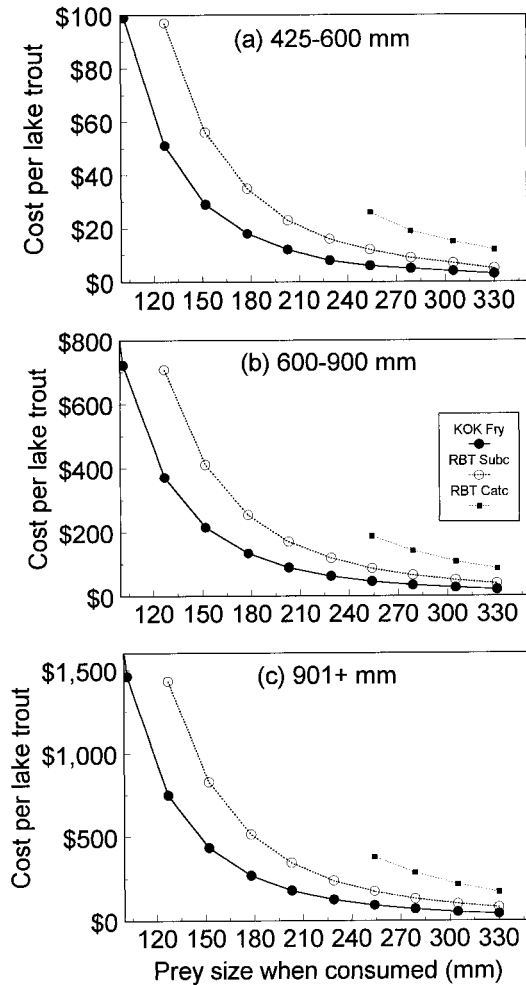 (a) 425-600 mm
Cost per lake trout
$100
$80
$60
$40
$20
$0
120 150 180 210 240 270 300 330
(b) 600-900 mm
Cost per lake trout
$800
$600
$400
$200
$0
KOK Fry
RBT Subc
RBT Catc
120 150 180 210 240 270 300 330
(c) 901+ mm
Cost per lake trout
$1,500
$1,000
$500
$0
120 150 180 210 240 270 300 330
Prey size when consumed (mm)